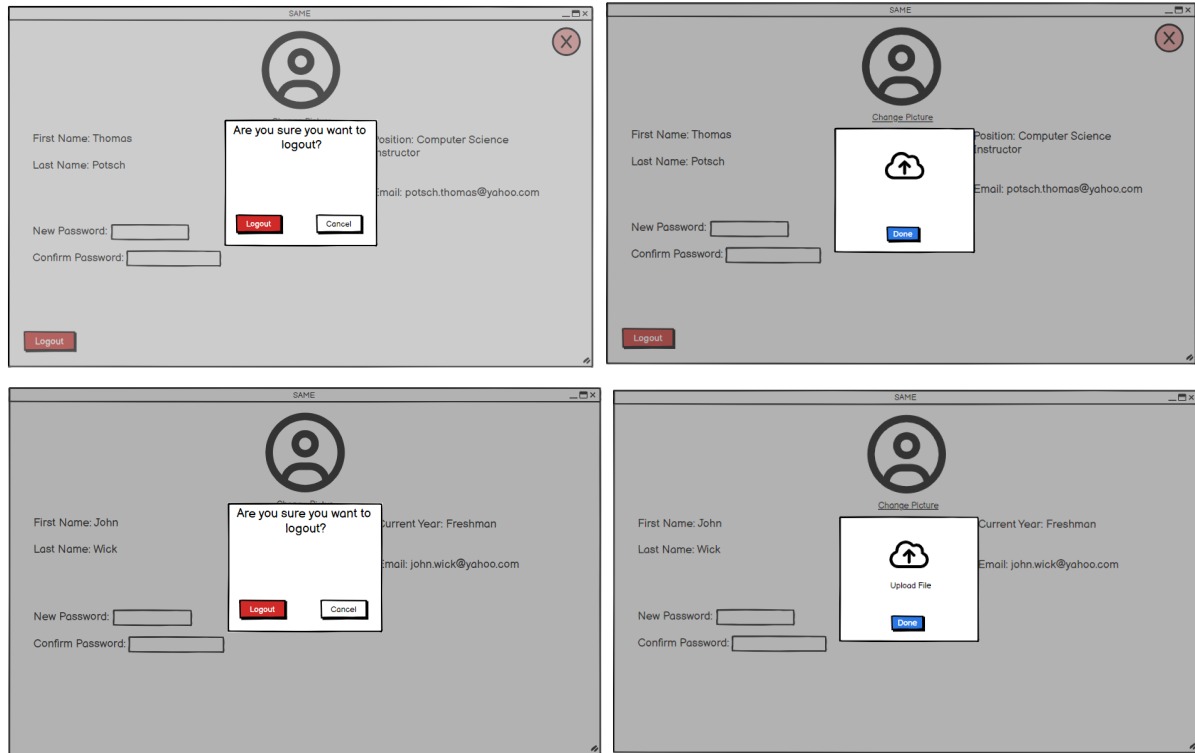 SAME
Change Picture
Are you sure you want to
logout?
First Name: Thomas
Position: Computer Science
Instructor
Last Name: Potsch
Email: potsch.thomas@yahoo.com
Logout
Cancel
New Password:
Confirm Password:
Logout
SAME
Change Picture
First Name: Thomas
Position: Computer Science
Instructor
Last Name: Potsch
Email: potsch.thomas@yahoo.com
New Password:
Done
Confirm Password:
Logout
SAME
Change Picture
Are you sure you want to
logout?
First Name: John
Current Year: Freshman
Last Name: Wick
Email: john.wick@yahoo.com
Logout
Cancel
New Password:
Confirm Password:
SAME
Change Picture
First Name: John
Current Year: Freshman
Last Name: Wick
Email: john.wick@yahoo.com
Upload File
New Password:
Done
Confirm Password: